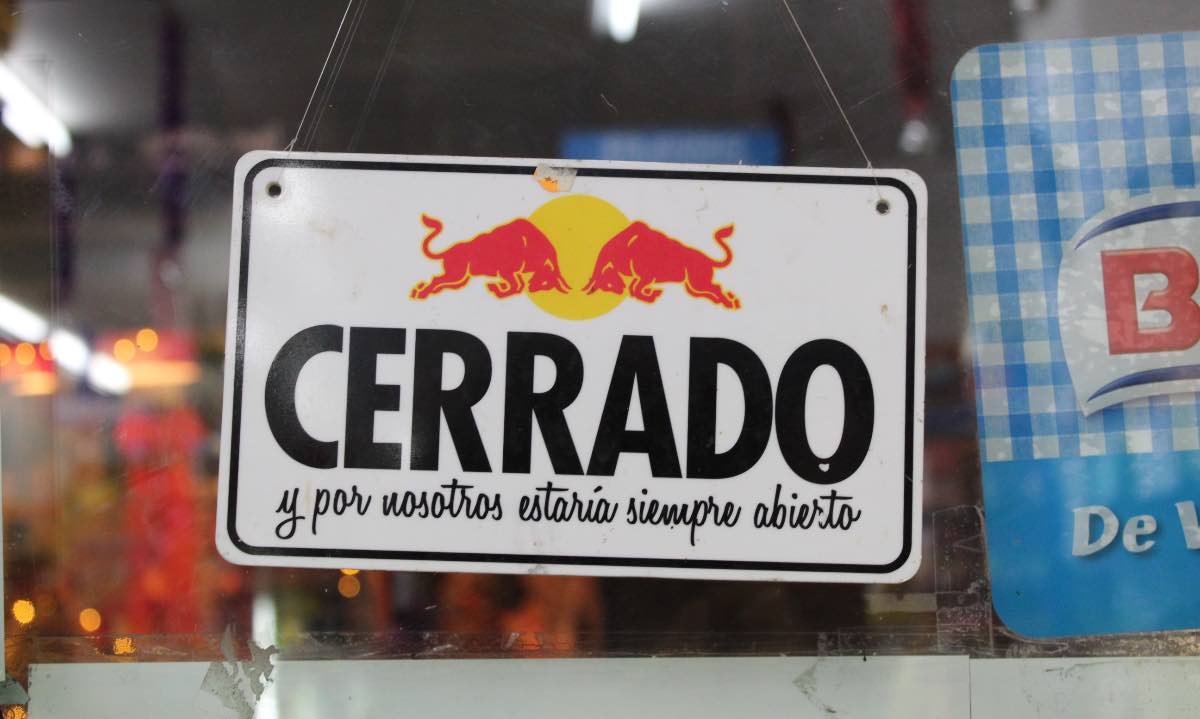 CERRADO
y por nosotros estaría siempre abierto
B
De